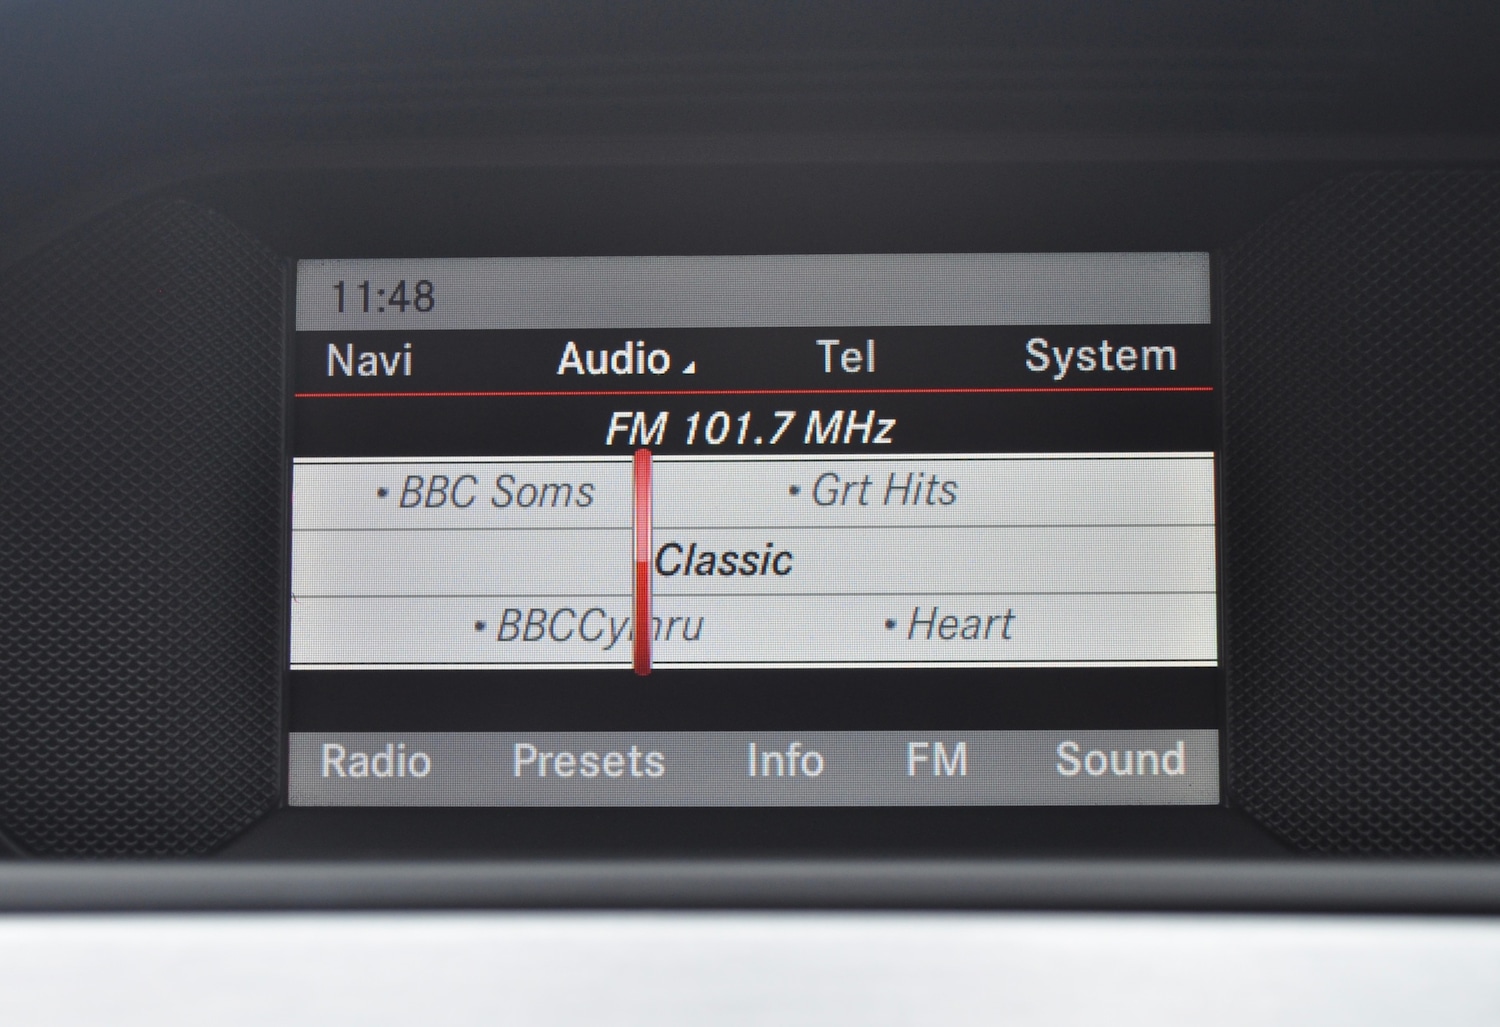 11:48
Navi Audio Tel System
FM 101.7 MHz
• BBC Soms • Grt Hits
Classic
• BBCCymru • Heart
Radio Presets Info FM Sound